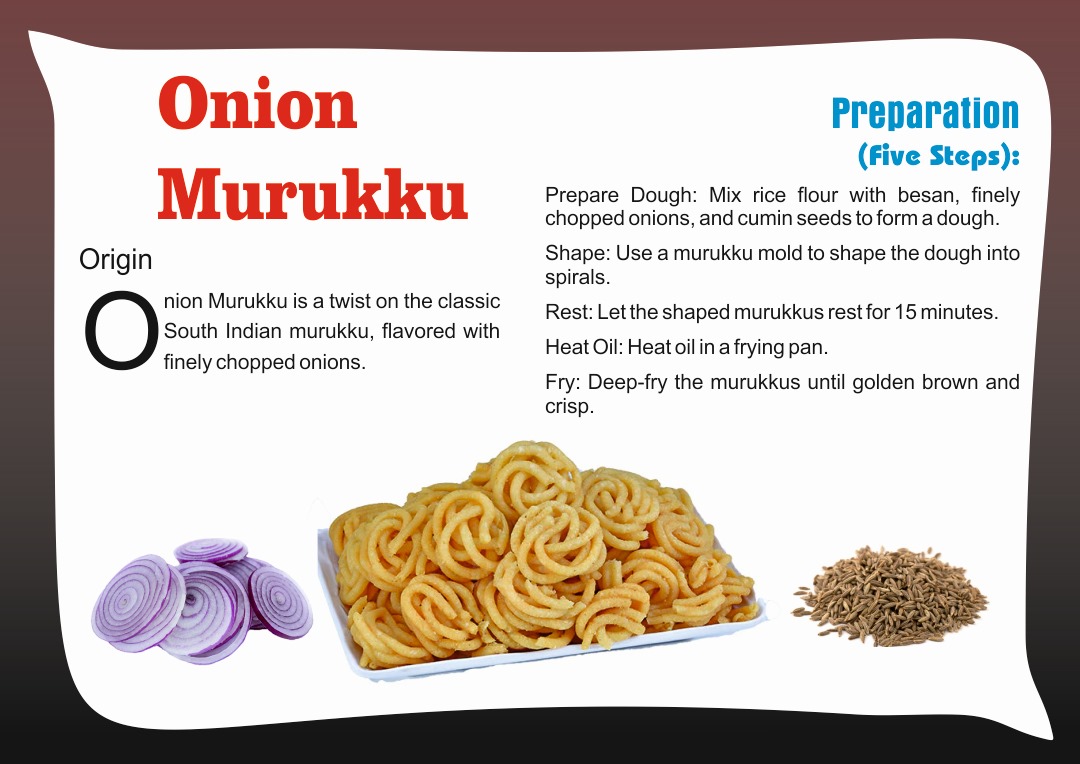 Onion
Murukku
Origin
Onion Murukku is a twist on the classic
South Indian murukku, flavored with
finely chopped onions.
Preparation
(Five Steps):
Prepare Dough: Mix rice flour with besan, finely
chopped onions, and cumin seeds to form a dough.
Shape: Use a murukku mold to shape the dough into
spirals.
Rest: Let the shaped murukkus rest for 15 minutes.
Heat Oil: Heat oil in a frying pan.
Fry: Deep-fry the murukkus until golden brown and
crisp.